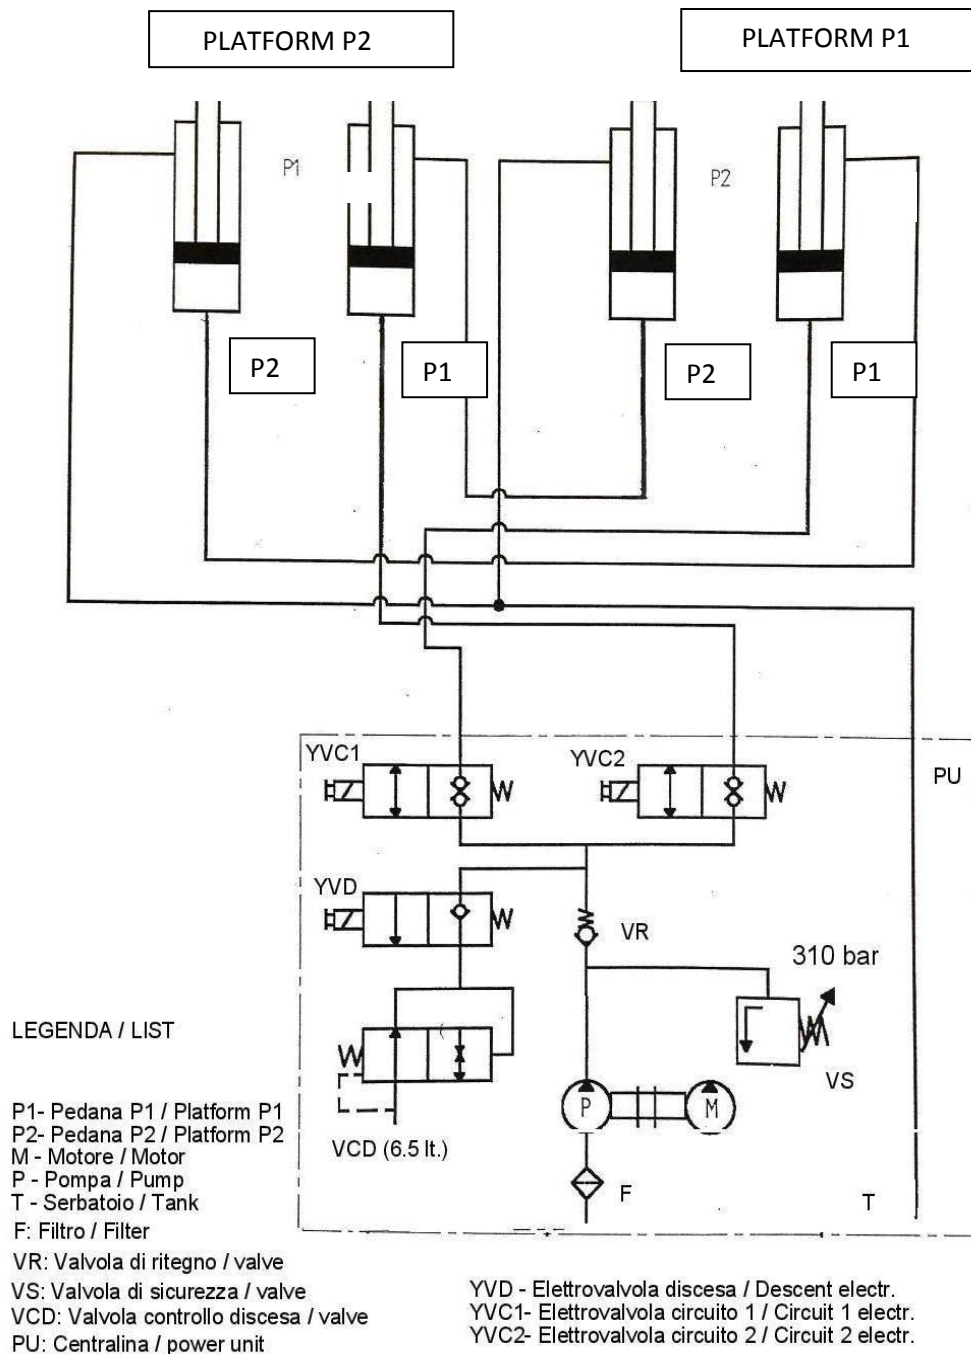 PLATFORM P2
PLATFORM P1
P1
P2
P2
P1
P2
P1
YVC1
YVC2
PU
YVD
VR
310 bar
VS
P
M
VCD (6.5 lt.)
F
T
LEGENDA / LIST
P1- Pedana P1 / Platform P1
P2- Pedana P2 / Platform P2
M - Motore / Motor
P - Pompa / Pump
T - Serbatoio / Tank
F: Filtro / Filter
VR: Valvola di ritegno / valve
VS: Valvola di sicurezza / valve
VCD: Valvola controllo discesa / valve
PU: Centralina / power unit
YVD - Elettrovalvola discesa / Descent electr.
YVC1- Elettrovalvola circuito 1 / Circuit 1 electr.
YVC2- Elettrovalvola circuito 2 / Circuit 2 electr.